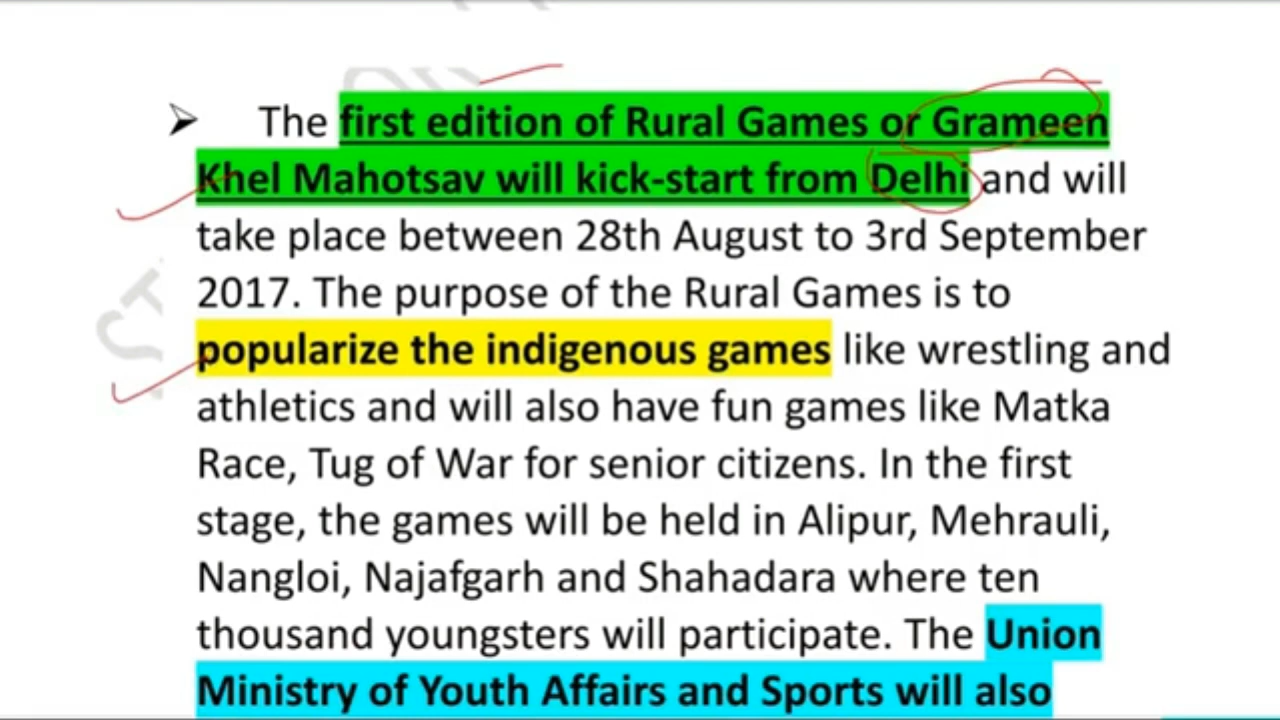 The first edition of Rural Games or Grameen
Khel Mahotsav will kick-start from Delhi and will
take place between 28th August to 3rd September
2017. The purpose of the Rural Games is to
popularize the indigenous games like wrestling and
athletics and will also have fun games like Matka
Race, Tug of War for senior citizens. In the first
stage, the games will be held in Alipur, Mehrauli,
Nangloi, Najafgarh and Shahadara where ten
thousand youngsters will participate. The Union
Ministry of Youth Affairs and Sports will also